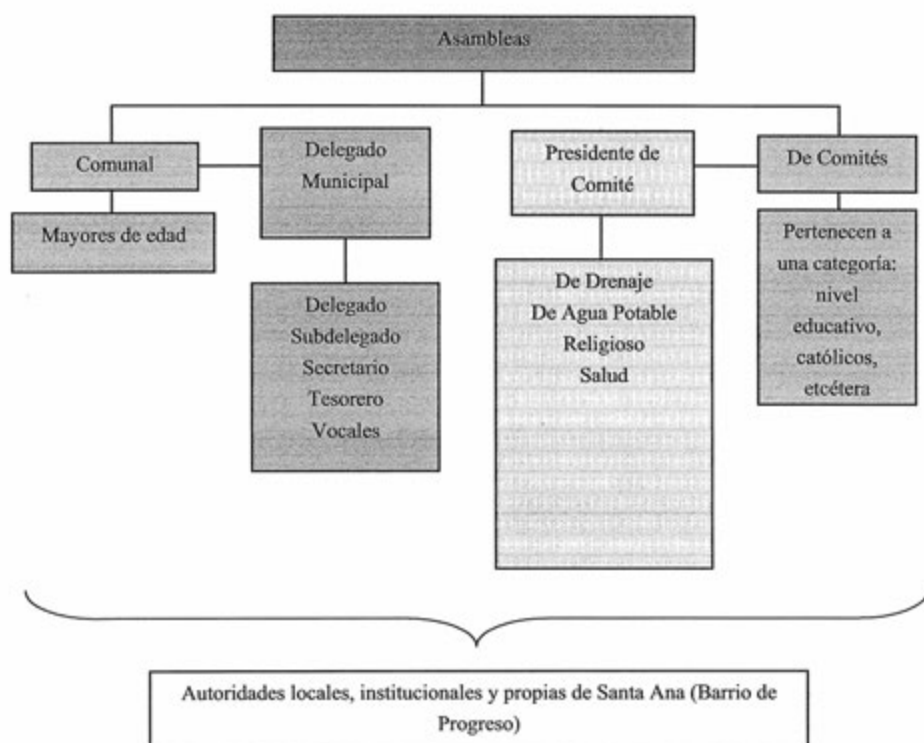 Asambleas
Comunal
Delegado
Municipal
Presidente de
Comité
De Comités
Mayores de edad
Delegado
Subdelegado
Secretario
Tesorero
Vocales
De Drenaje
De Agua Potable
Religioso
Salud
Pertenecen a
una categoría:
nivel
educativo,
católicos,
etcétera
Autoridades locales, institucionales y propias de Santa Ana (Barrio de
Progreso)